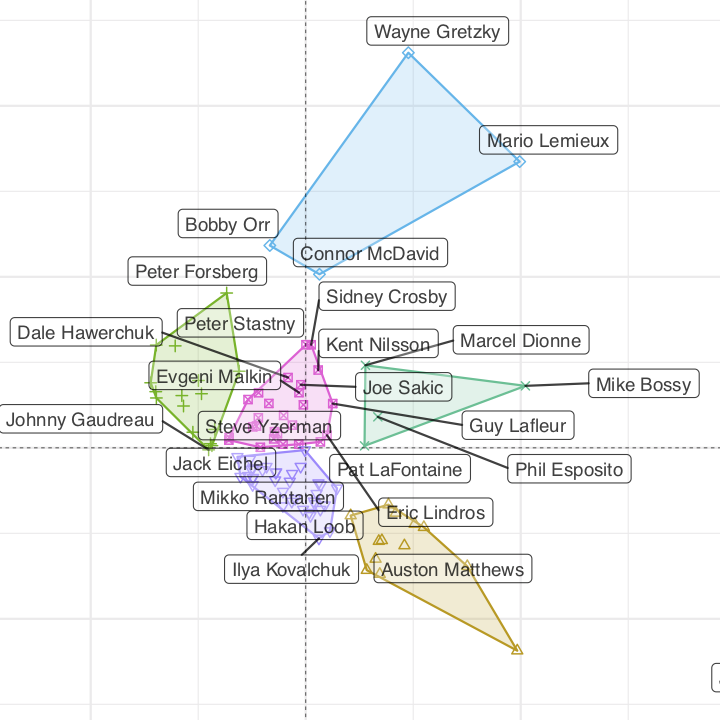 Wayne Gretzky
Mario Lemieux
Bobby Orr
Connor McDavid
Peter Forsberg
Sidney Crosby
Peter Stastny
Dale Hawerchuk
Kent Nilsson
Marcel Dionne
Evgeni Malkin
Joe Sakic
Mike Bossy
Johnny Gaudreau
Steve Yzerman
Guy Lafleur
Jack Eichel
Pat LaFontaine
Phil Esposito
Mikko Rantanen
Eric Lindros
Hakan Loob
Ilya Kovalchuk
Auston Matthews